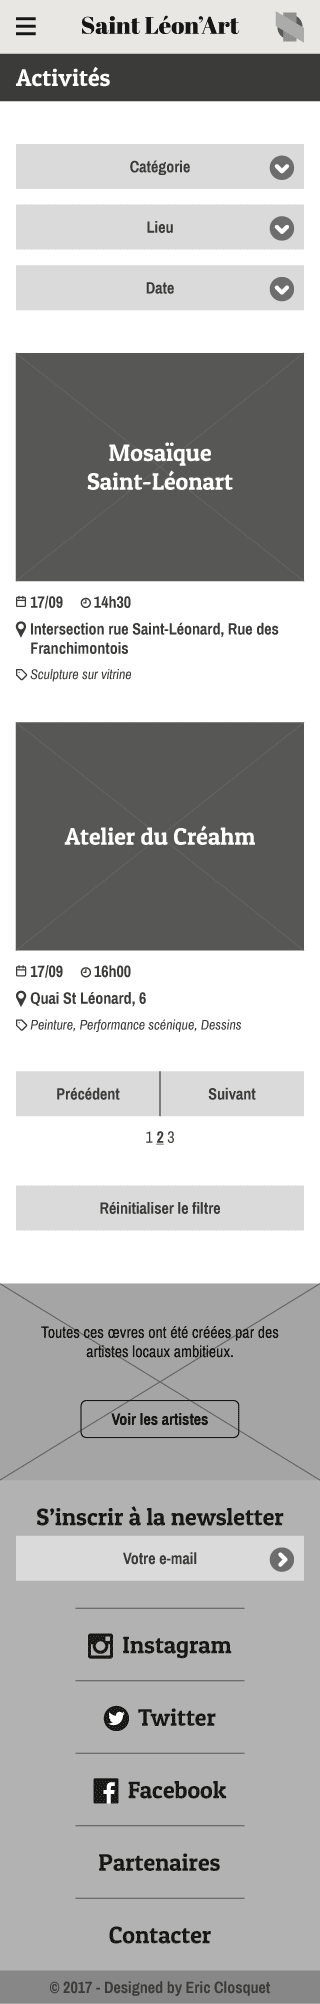 Saint Léon'Art
Activités
Catégorie
Lieu
Date
Mosaïque
Saint-Léonart
17/09 14h30
Intersection rue Saint-Léonard, Rue des
Franchimontois
Sculpture sur vitrine
Atelier du Créahm
17/09 16h00
Quai St Léonard, 6
Peinture, Performance scénique, Dessins
Précédent Suivant
1 2 3
Réinitialiser le filtre
Toutes ces œvres ont été créées par des
artistes locaux ambitieux.
Voir les artistes
S'inscrir à la newsletter
Votre e-mail
Instagram
Twitter
Facebook
Partenaires
Contacter
© 2017 - Designed by Eric Closquet